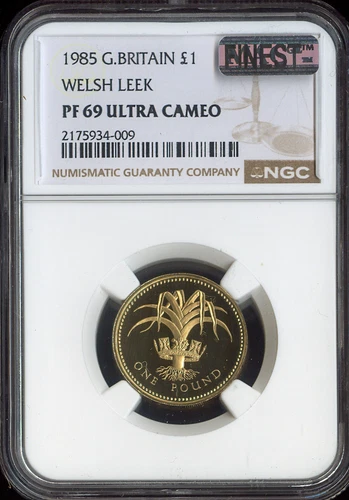 1985 G.BRITAIN £1
WELSH LEEK
PF 69 ULTRA CAMEO
2175934-009
NUMISMATIC GUARANTY COMPANY
NGC
FINEST
ONE POUND